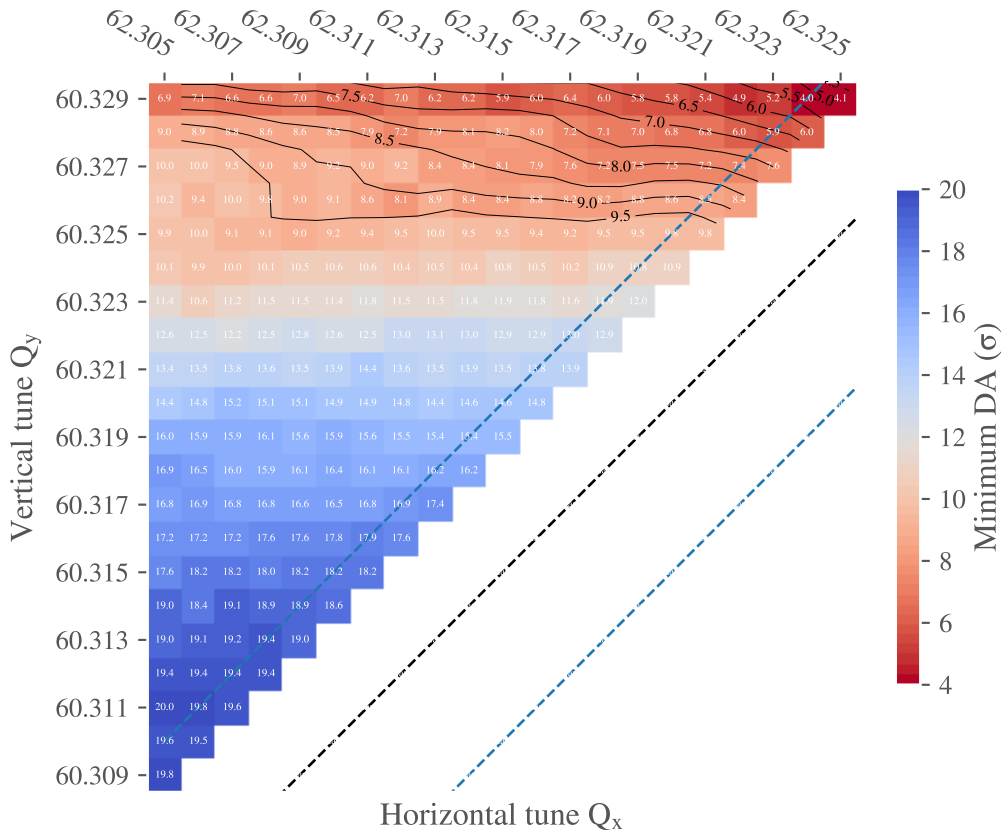 62.305 62.307 62.309 62.311 62.313 62.315 62.317 62.319 62.321 62.323 62.325
60.329 6.9 7.1 6.6 6.6 7.0 6.5 6.2 7.0 6.2 6.2 5.9 6.0 6.4 6.0 5.8 5.8 5.4 4.9 5.2 4.0 4.1
7.5 6.5 6.0 5.5 5.0
7.0
9.0 8.9 8.6 8.6 8.6 8.5 7.9 7.2 7.9 8.1 8.2 8.0 7.2 7.1 7.0 6.8 6.8 6.0 5.9 6.0
8.5
60.327 10.0 10.0 9.5 9.0 8.9 9.2 9.0 9.2 8.4 8.4 8.1 7.9 7.6 7.5 7.5 7.2 7.4 7.6
8.0
10.2 9.4 10.0 9.0 9.1 8.6 8.1 8.9 8.4 8.4 8.8 8.2 8.8 8.6 8.4
9.0
9.5
60.325 9.9 10.0 9.1 9.1 9.0 9.2 9.4 9.5 10.0 9.5 9.5 9.4 9.2 9.5 9.5 9.8
10.1 9.9 10.0 10.1 10.5 10.6 10.6 10.4 10.5 10.4 10.8 10.5 10.2 10.9 10.9
60.323 11.4 10.6 11.2 11.5 11.5 11.4 11.8 11.5 11.5 11.8 11.9 11.8 11.6 12.0
12.6 12.5 12.2 12.5 12.8 12.6 12.5 13.0 13.1 13.0 12.9 12.9 13.0 12.9
60.321 13.4 13.5 13.8 13.5 13.9 13.9 14.4 13.6 13.5 13.9 13.5 13.8 13.9
14.4 14.8 15.2 15.1 15.1 14.9 14.9 14.8 14.4 14.4 14.6 14.8
60.319 16.0 15.9 15.9 16.1 15.6 15.9 15.6 15.5 15.4 15.4 15.5
16.9 16.5 16.0 15.9 16.1 16.4 16.1 16.1 16.2 16.2
60.317 16.8 16.9 16.8 16.8 16.6 16.5 16.8 16.9 17.4
17.2 17.2 17.2 17.6 17.6 17.8 17.9 17.6
60.315 17.6 18.2 18.2 18.0 18.2 18.2 18.2
19.0 18.4 19.1 18.9 18.9 18.6
60.313 19.0 19.1 19.2 19.4 19.0
19.4 19.4 19.4 19.4
60.311 20.0 19.8 19.6
19.6 19.5
60.309 19.8
Vertical tune Qy
Horizontal tune Qx
20
18
16
14
12
10
8
6
4
Minimum DA (σ)